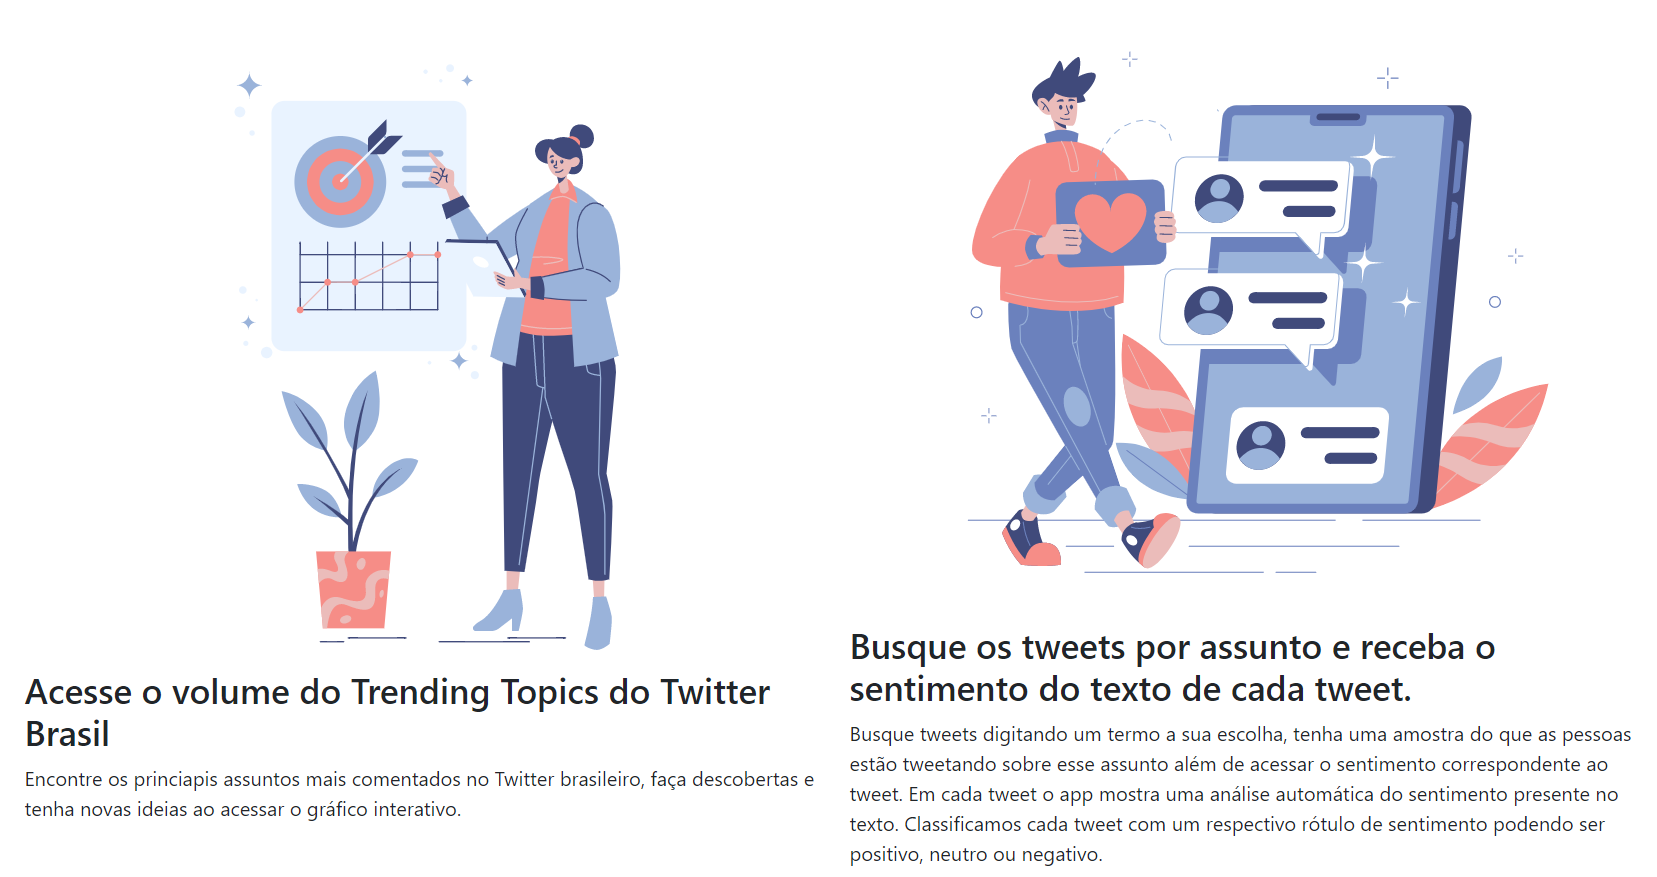 Acesse o volume do Trending Topics do Twitter
Brasil
Encontre os princiapis assuntos mais comentados no Twitter brasileiro, faça descobertas e
tenha novas ideias ao acessar o gráfico interativo.
Busque os tweets por assunto e receba o
sentimento do texto de cada tweet.
Busque tweets digitando um termo a sua escolha, tenha uma amostra do que as pessoas
estão tweetando sobre esse assunto além de acessar o sentimento correspondente ao
tweet. Em cada tweet o app mostra uma análise automática do sentimento presente no
texto. Classificamos cada tweet com um respectivo rótulo de sentimento podendo ser
positivo, neutro ou negativo.